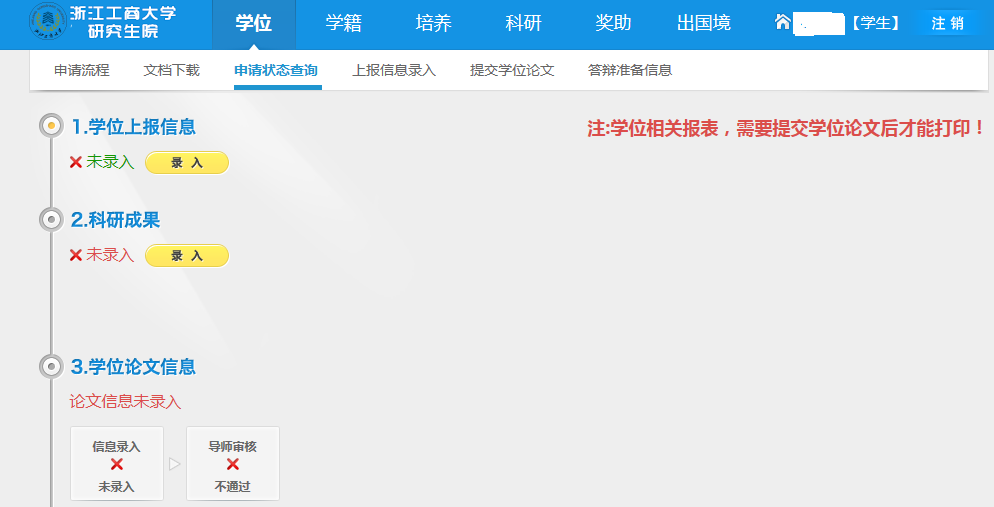 浙江工商大学
研究生院
学位 学籍 培养 科研 奖助 出国境 【学生】 注 销
申请流程 文档下载 申请状态查询 上报信息录入 提交学位论文 答辩准备信息
1.学位上报信息
注:学位相关报表，需要提交学位论文后才能打印！
未录入 录 入
2.科研成果
未录入 录 入
3.学位论文信息
论文信息未录入
信息录入 导师审核
未录入 不通过